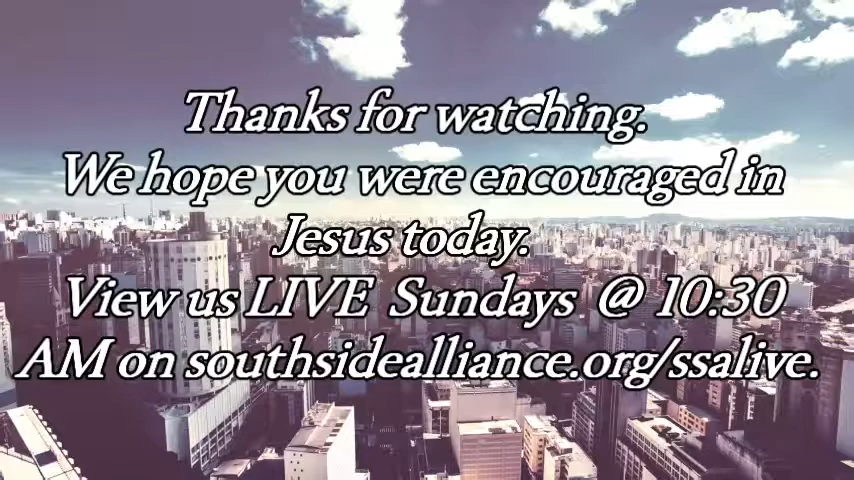 Thanks for watching.
We hope you were encouraged in
Jesus today.
View us LIVE Sundays @ 10:30
AM on southsidealliance.org/ssalive.